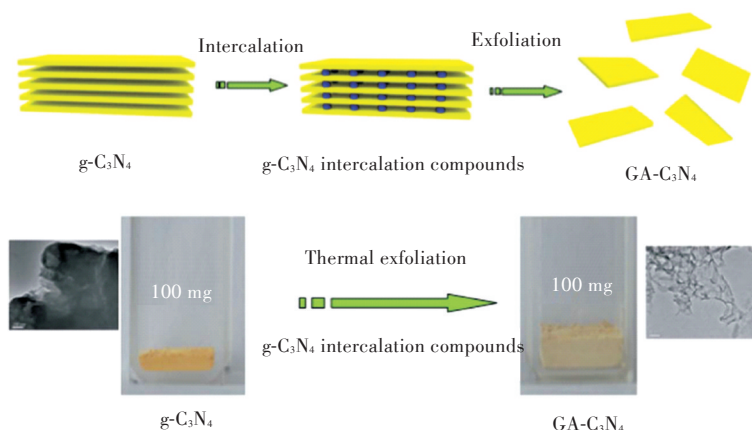 Intercalation
Exfoliation
g-C₃N₄
g-C₃N₄ intercalation compounds
GA-C₃N₄
Thermal exfoliation
100 mg
100 mg
g-C₃N₄ intercalation compounds
g-C₃N₄
GA-C₃N₄